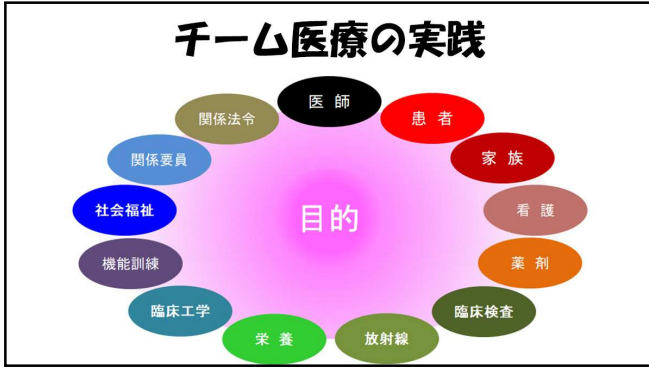 チーム医療の実践
医 師
患 者
家 族
看 護
薬 剤
臨床検査
放射線
栄 養
臨床工学
機能訓練
社会福祉
関係要員
関係法令
目的